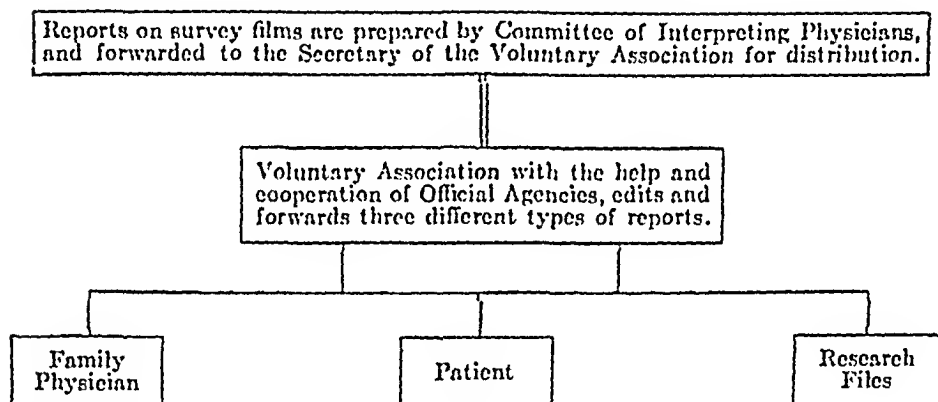 Reports on survey films are prepared by Committee of Interpreting Physicians,
and forwarded to the Secretary of the Voluntary Association for distribution.
Voluntary Association with the help and
cooperation of Official Agencies, edits and
forwards three different types of reports.
Family
Physician
Patient
Research
Files